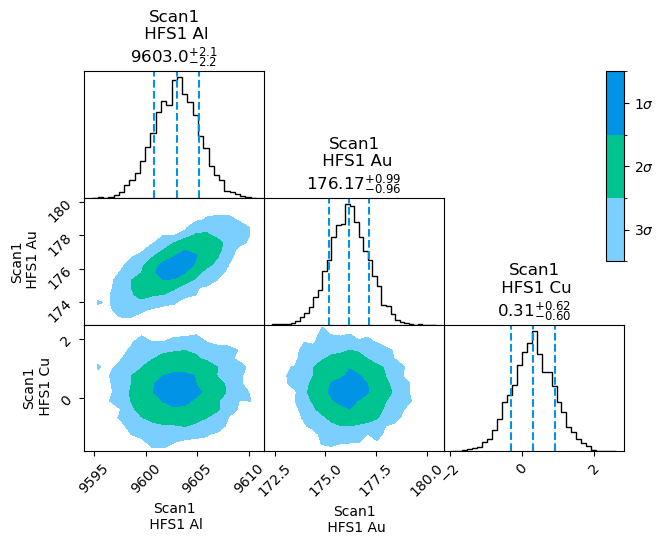 Scan1
HFS1 Al
9603.0+2.1
-2.2
1σ
2σ
3σ
Scan1
HFS1 Au
176.17+0.99
-0.96
180
178
176
174
Scan1
HFS1 Au
Scan1
HFS1 Cu
0.31+0.62
-0.60
2
0
Scan1
HFS1 Cu
9595
9600
9605
9610
172.5
175.0
177.5
180.0
−2
0
2
Scan1
HFS1 Al
Scan1
HFS1 Au